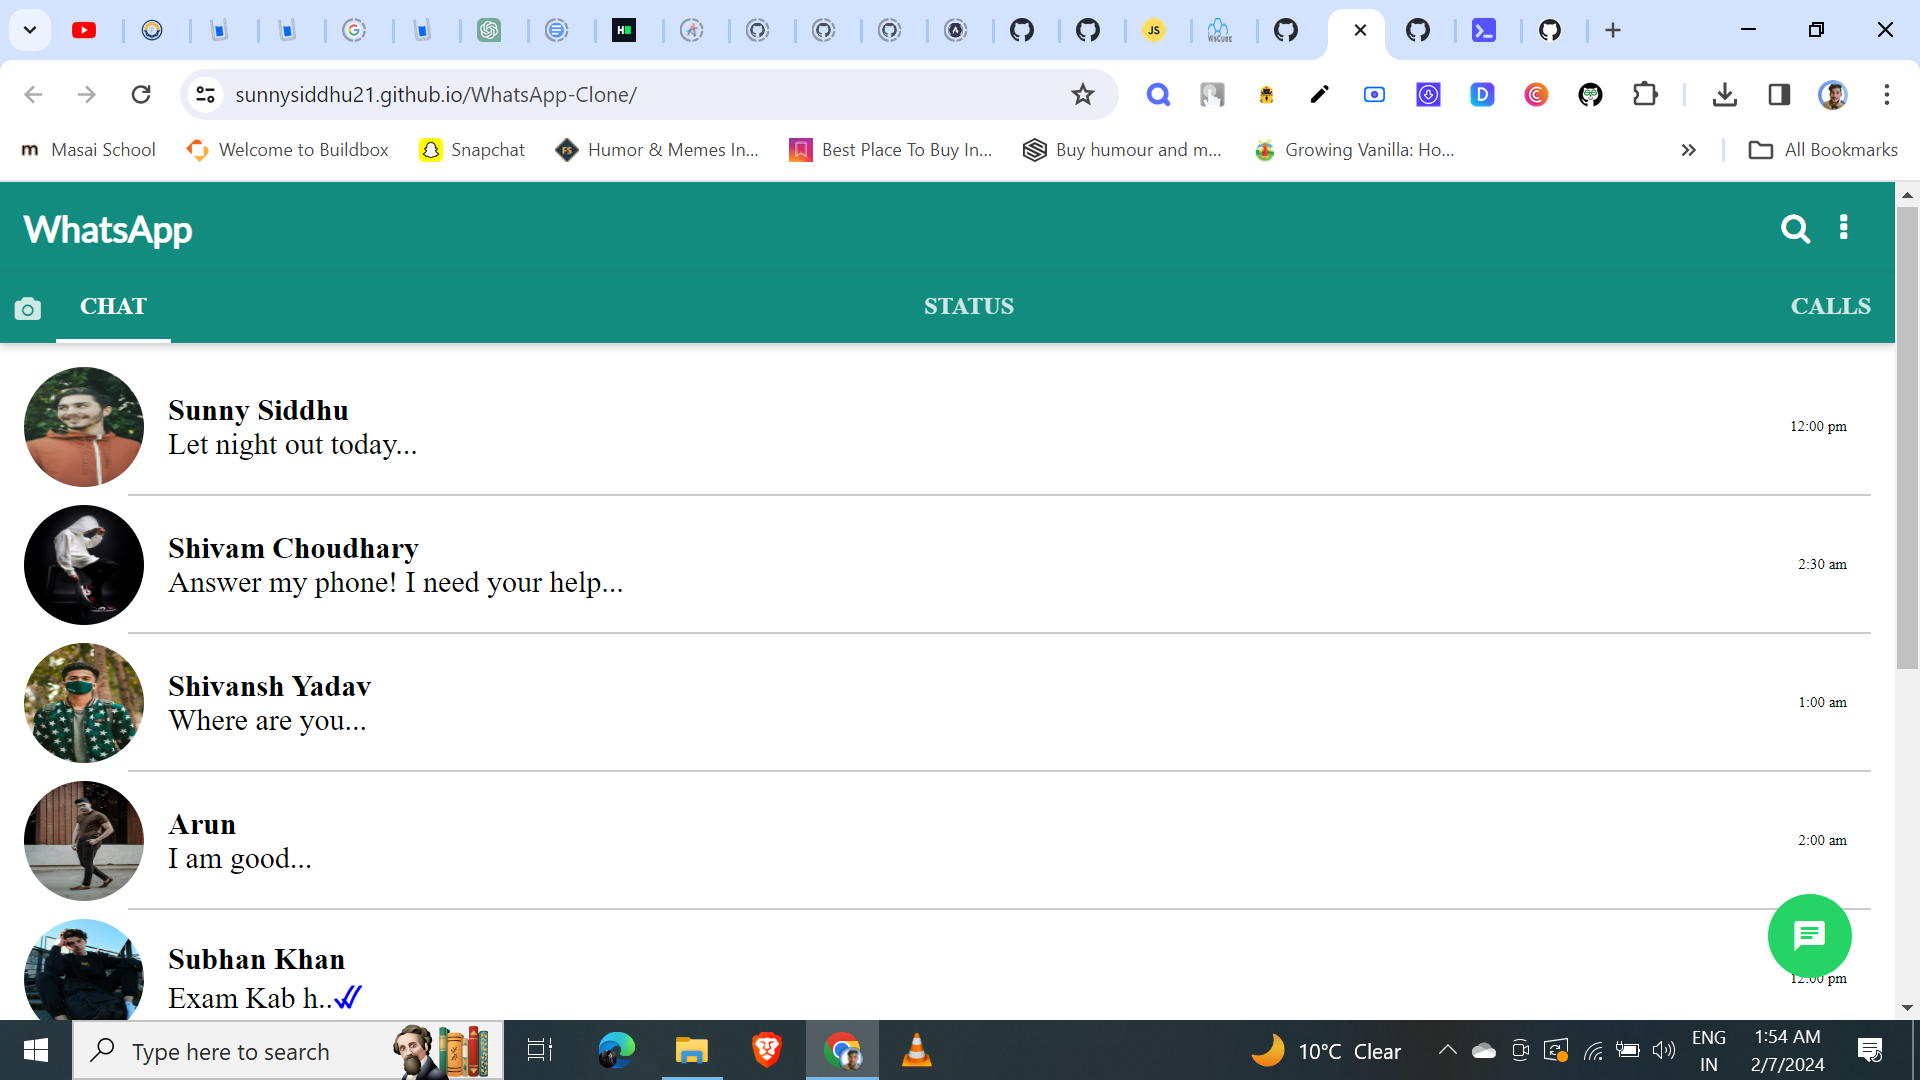 sunnysiddhu21.github.io/WhatsApp-Clone/
m Masai School
Welcome to Buildbox
Snapchat
FS Humor & Memes In...
Best Place To Buy In...
Buy humour and m...
Growing Vanilla: Ho...
» All Bookmarks
WhatsApp
CHAT
STATUS
CALLS
Sunny Siddhu
Let night out today...
12:00 pm
Shivam Choudhary
Answer my phone! I need your help...
2:30 am
Shivansh Yadav
Where are you...
1:00 am
Arun
I am good...
2:00 am
Subhan Khan
Exam Kab h..
12:00 pm
Type here to search
10°C Clear
ENG
IN
1:54 AM
2/7/2024